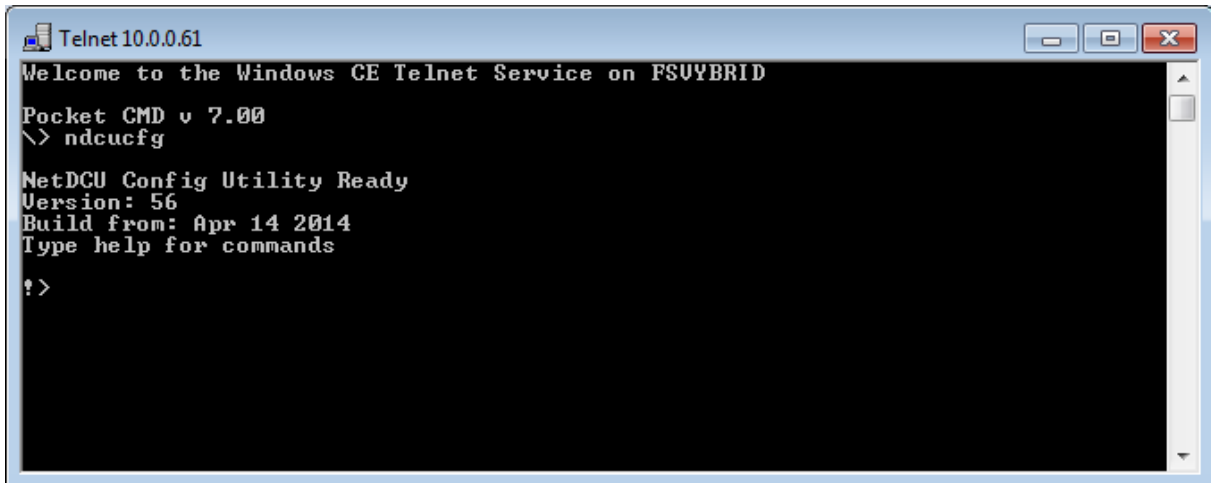 Telnet 10.0.0.61
Welcome to the Windows CE Telnet Service on FSVYBRID
Pocket CMD v 7.00
\> ndcucfg
NetDCU Config Utility Ready
Version: 56
Build from: Apr 14 2014
Type help for commands
!>